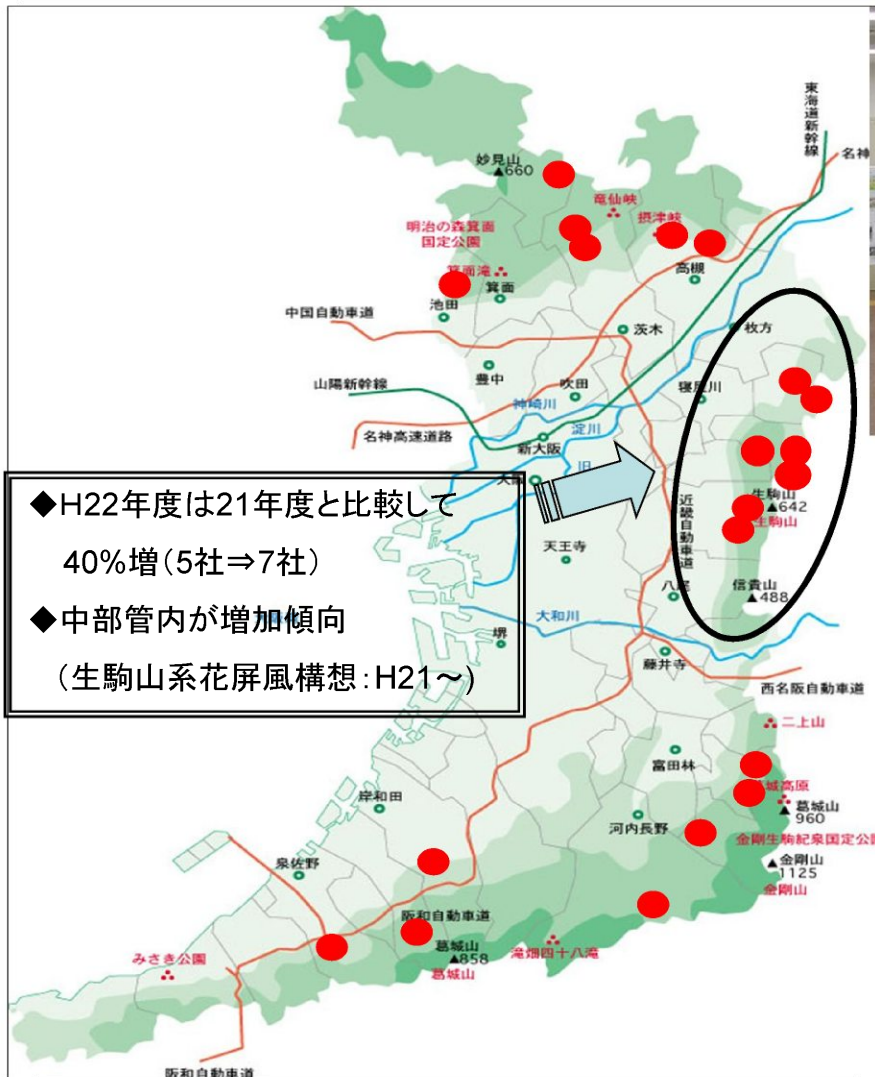 東海道新幹線
名神
妙見山
▲660
竜仙峡
摂津峡
明治の森箕面
国定公園
箕面滝
高槻
箕面
池田
中国自動車道
茨木
枚方
豊中
山陽新幹線
吹田
寝屋川
神崎川
名神高速道路
淀川
新大阪
旧
大阪
◆H22年度は21年度と比較して
40%増(5社⇒7社)
◆中部管内が増加傾向
(生駒山系花屏風構想:H21~)
近畿自動車道
生駒山
▲642
生駒山
天王寺
八尾
信貴山
▲488
大和川
堺
藤井寺
西名阪自動車道
二上山
富田林
岸和田
城高原
葛城山
960
河内長野
金剛生駒紀泉国定公園
金剛山
1125
金剛山
泉佐野
阪和自動車道
葛城山
▲858
葛城山
滝畑四十八滝
みさき公園
阪和自動車道